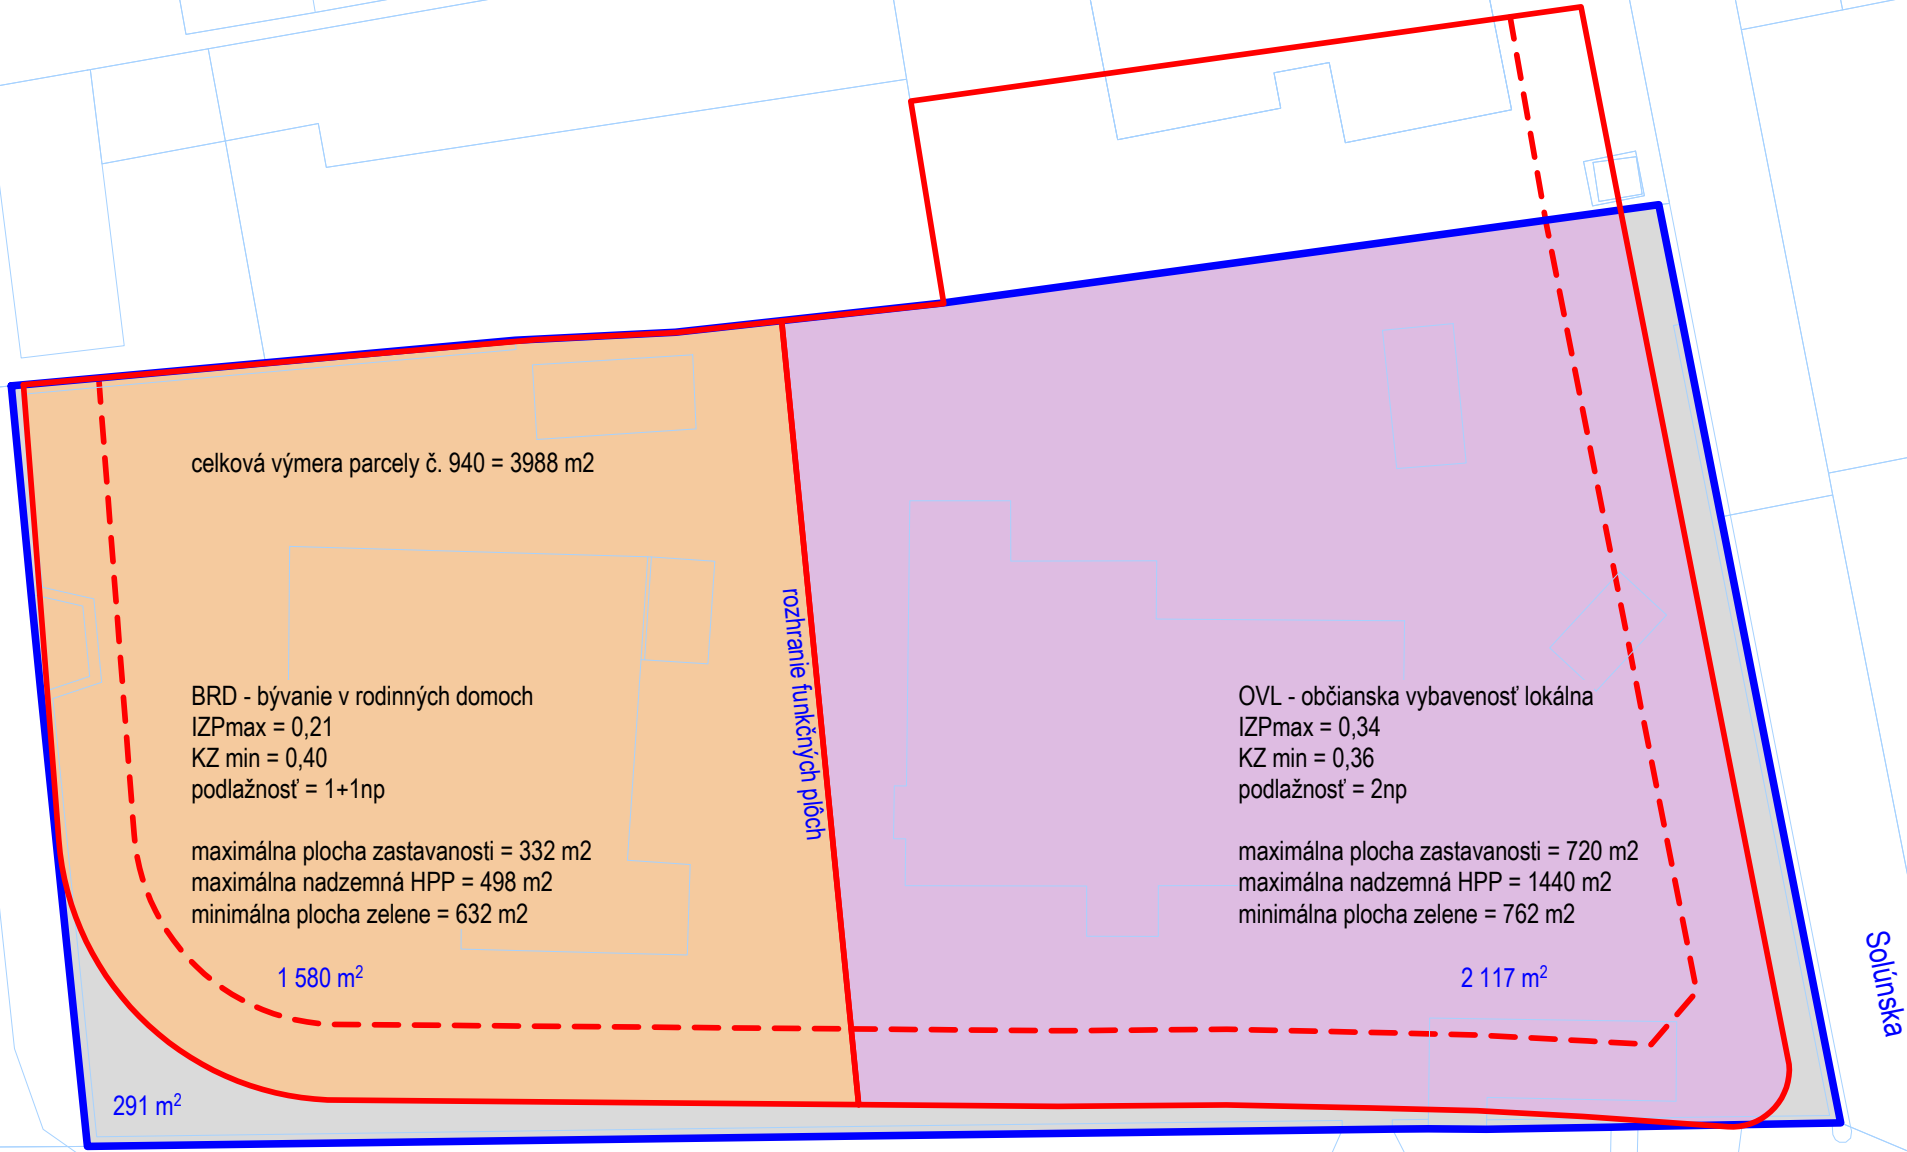 celková výmera parcely č. 940 = 3988 m2
BRD - bývanie v rodinných domoch
IZPmax = 0,21
KZ min = 0,40
podlažnosť = 1+1np
maximálna plocha zastavanosti = 332 m2
maximálna nadzemná HPP = 498 m2
minimálna plocha zelene = 632 m2
1 580 m²
291 m²
rozhranie funkčných plôch
OVL - občianska vybavenosť lokálna
IZPmax = 0,34
KZ min = 0,36
podlažnosť = 2np
maximálna plocha zastavanosti = 720 m2
maximálna nadzemná HPP = 1440 m2
minimálna plocha zelene = 762 m2
2 117 m²
Solúnska